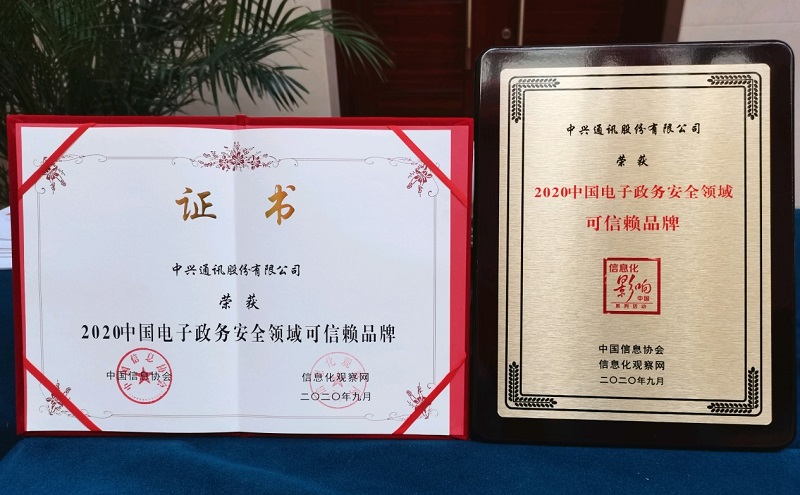 证 书
中兴通讯股份有限公司
荣 获
2020中国电子政务安全领域可信赖品牌
中国信息协会
信息化观察网
二〇二〇年九月
中兴通讯股份有限公司
荣 获
2020中国电子政务安全领域
可信赖品牌
信息化
影响
中国
中国信息协会
信息化观察网
二〇二〇年九月